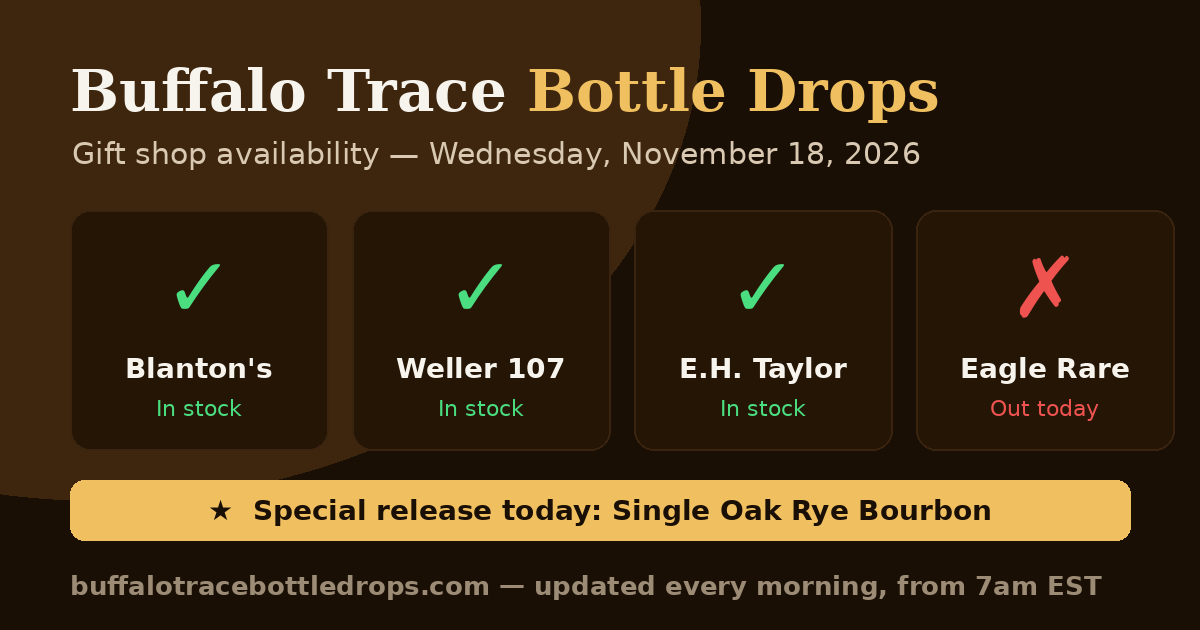 Buffalo Trace Bottle Drops
Gift shop availability — Wednesday, November 18, 2026
✓ ✓ ✓ ✗
Blanton's Weller 107 E.H. Taylor Eagle Rare
In stock In stock In stock Out today
★ Special release today: Single Oak Rye Bourbon
buffalotracebottledrops.com — updated every morning, from 7am EST